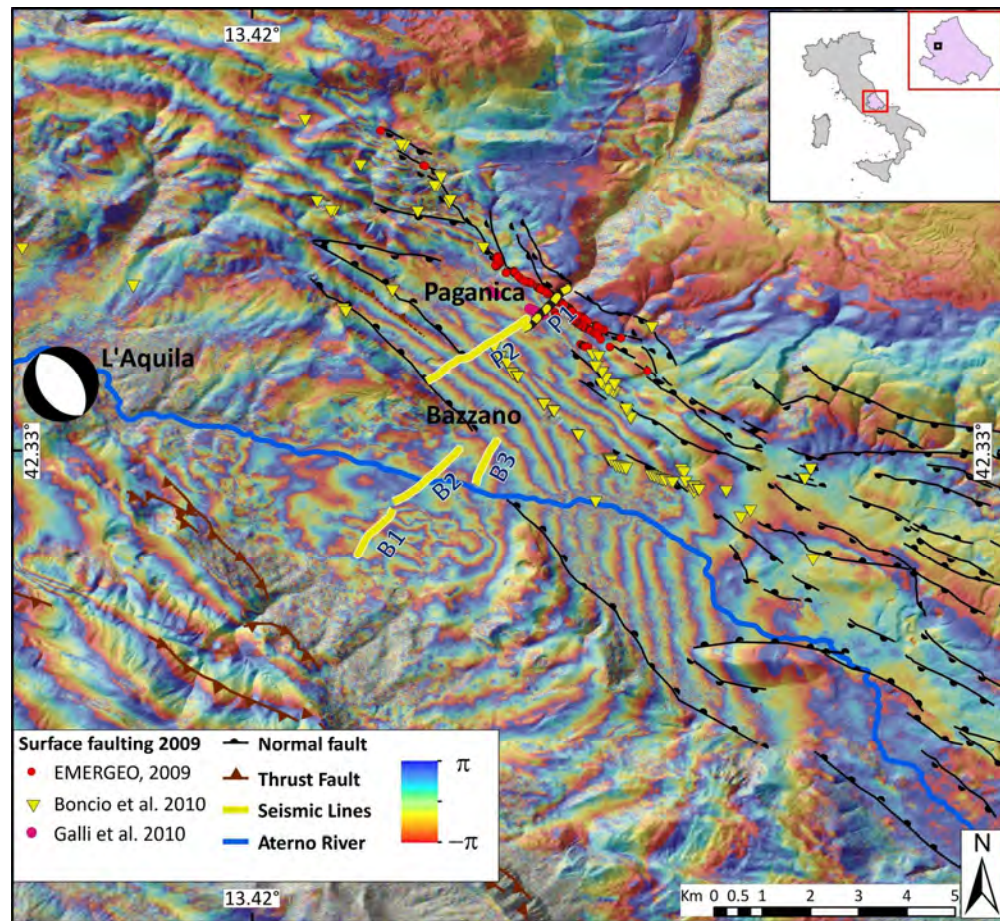 13.42°
Paganica
P1
P2
L'Aquila
Bazzano
42.33°
42.33°
B3
B2
B1
Surface faulting 2009
EMERGEO, 2009
Boncio et al. 2010
Galli et al. 2010
Normal fault
Thrust Fault
Seismic Lines
Aterno River
π
−π
13.42°
N
Km 0 0.5 1 2 3 4 5